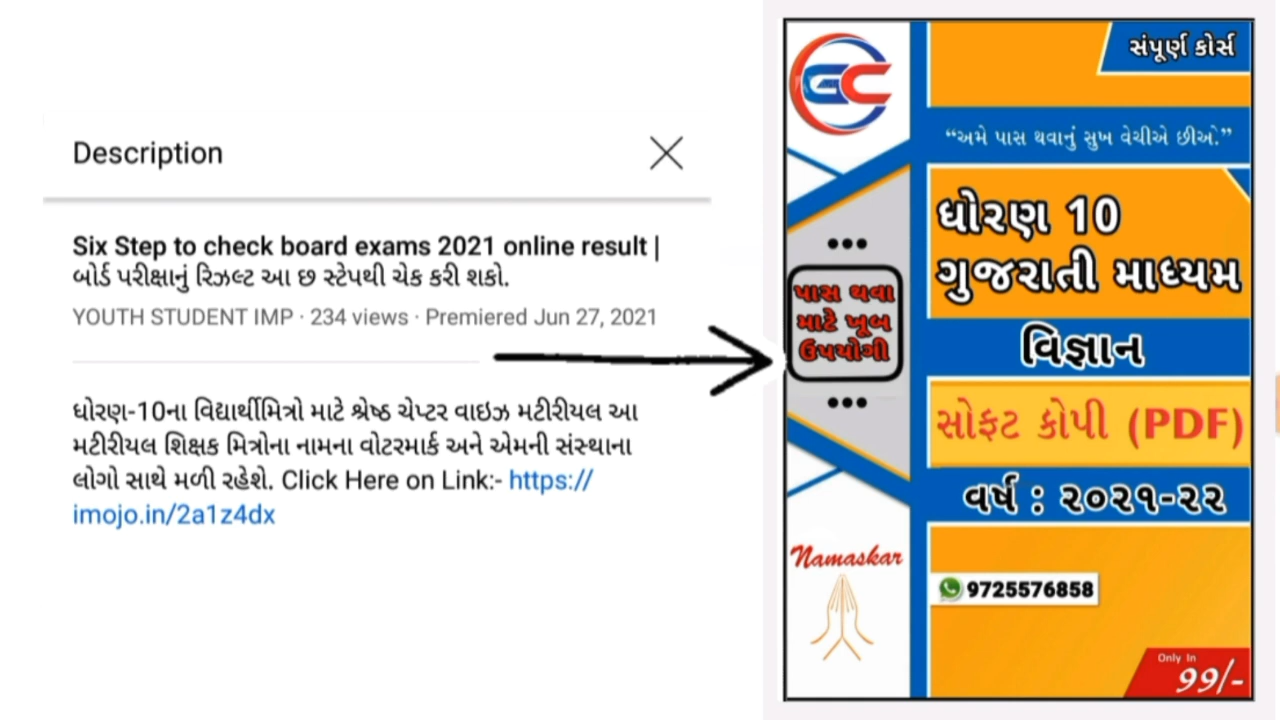 Description
Six Step to check board exams 2021 online result |
બોર્ડ પરીક્ષાનું રિઝલ્ટ આ છ સ્ટેપથી ચેક કરી શકો.
YOUTH STUDENT IMP · 234 views · Premiered Jun 27, 2021
ધોરણ-10ના વિદ્યાર્થીમિત્રો માટે શ્રેષ્ઠ ચેપ્ટર વાઇઝ મટીરીયલ આ
મટીરીયલ શિક્ષક મિત્રોના નામના વોટરમાર્ક અને એમની સંસ્થાના
લોગો સાથે મળી રહેશે. Click Here on Link:- https://
imojo.in/2a1z4dx
GC
સંપૂર્ણ કોર્સ
“અમે પાસ થવાનું સુખ વેચીએ છીએ.”
ધોરણ 10
ગુજરાતી માધ્યમ
પાસ થવા
માટે ખૂબ
ઉપયોગી
વિજ્ઞાન
સોફટ કોપી (PDF)
વર્ષ : ૨૦૨૧-૨૨
Namaskar
9725576858
Only In
99/-